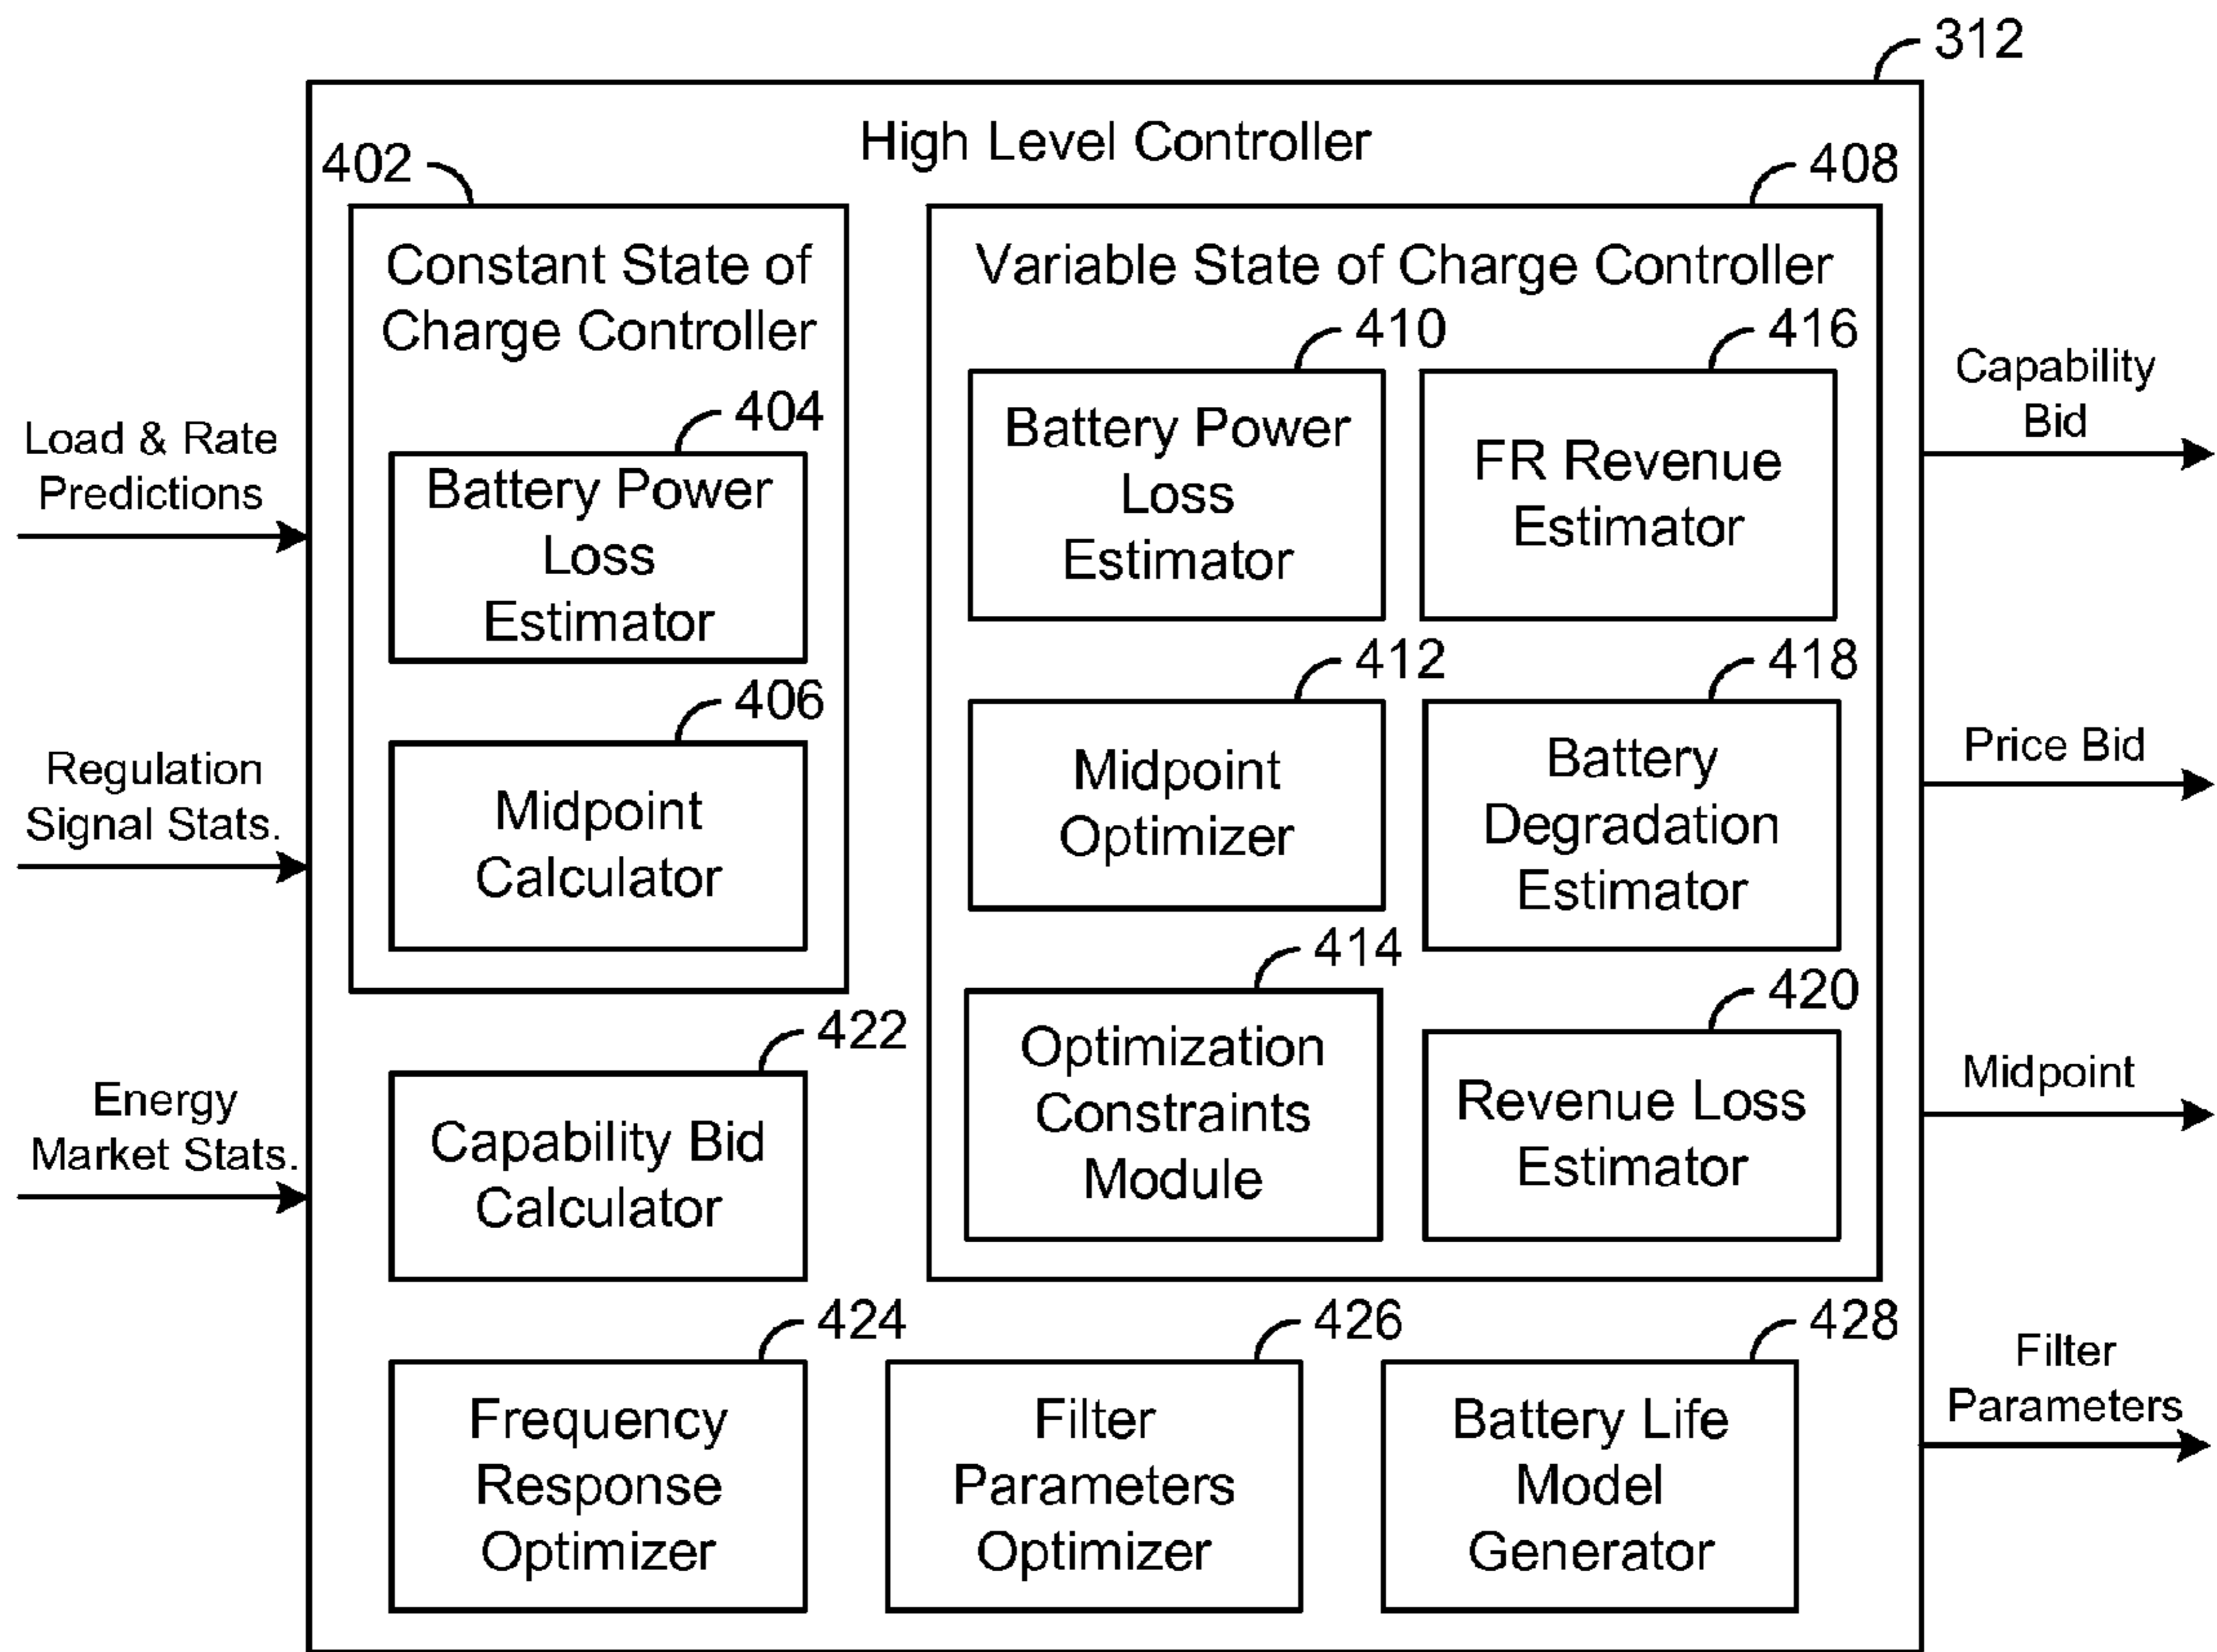 312
High Level Controller
402
Constant State of
Charge Controller
404
Battery Power
Loss
Estimator
406
Midpoint
Calculator
408
Variable State of Charge Controller
410
Battery Power
Loss
Estimator
416
FR Revenue
Estimator
412
Midpoint
Optimizer
418
Battery
Degradation
Estimator
414
Optimization
Constraints
Module
420
Revenue Loss
Estimator
422
Capability Bid
Calculator
424
Frequency
Response
Optimizer
426
Filter
Parameters
Optimizer
428
Battery Life
Model
Generator
Load & Rate
Predictions
Regulation
Signal Stats.
Energy
Market Stats.
Capability
Bid
Price Bid
Midpoint
Filter
Parameters